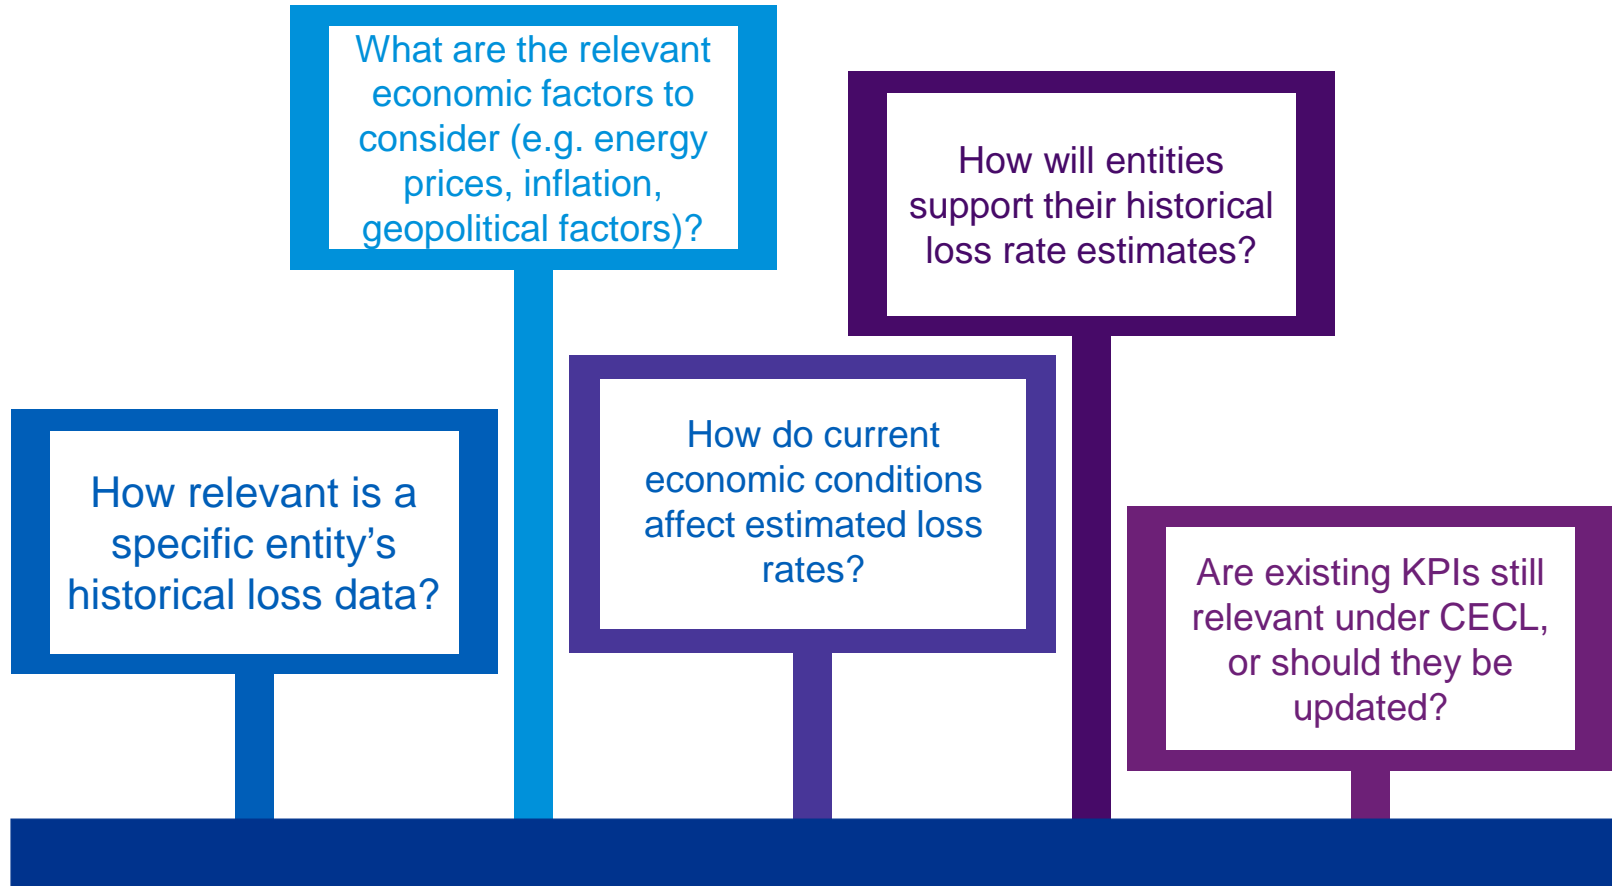 What are the relevant
economic factors to
consider (e.g. energy
prices, inflation,
geopolitical factors)?
How will entities
support their historical
loss rate estimates?
How relevant is a
specific entity’s
historical loss data?
How do current
economic conditions
affect estimated loss
rates?
Are existing KPIs still
relevant under CECL,
or should they be
updated?